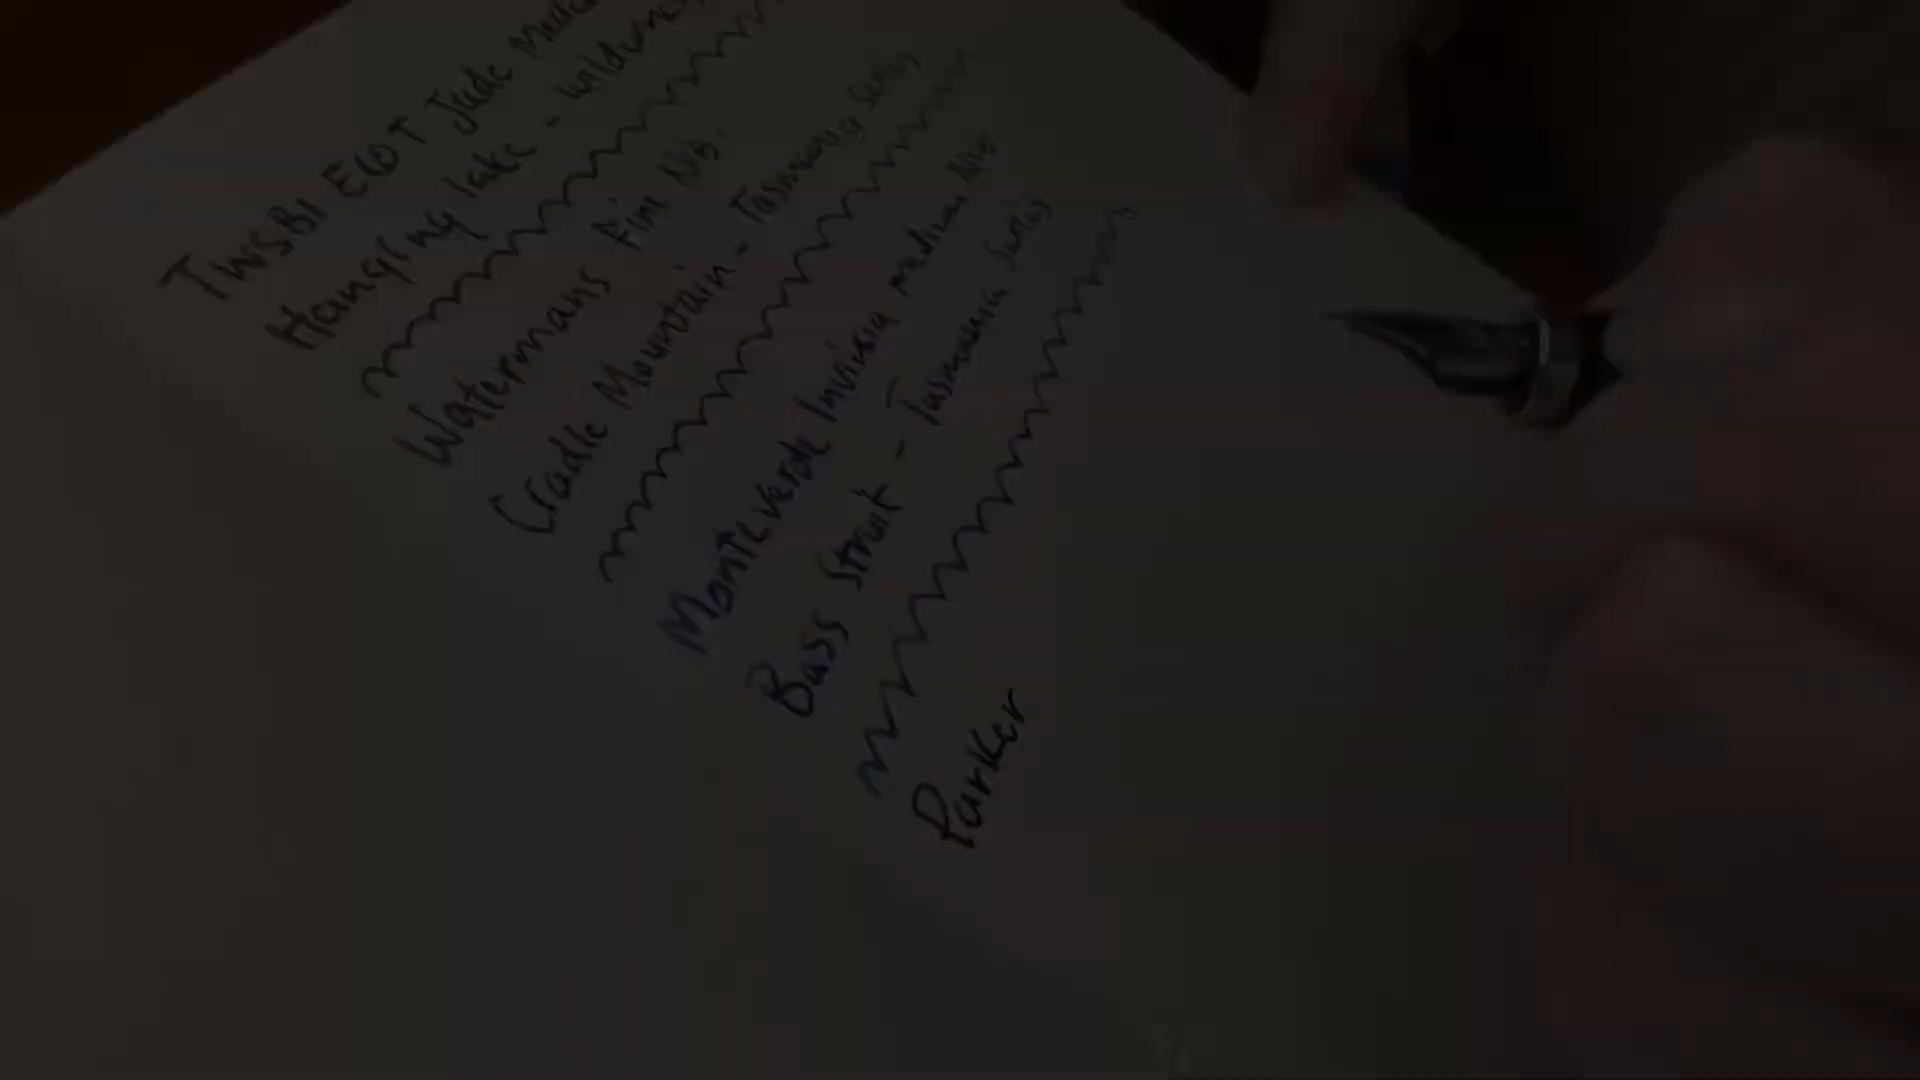 TWSBI ECO T Jade
Hanging lake -
Watermans Fine Nib.
Cradle Mountain - Tasmania Series
Monteverde Invincia medium Nib
Bass Strait - Tasmania Series
Parker